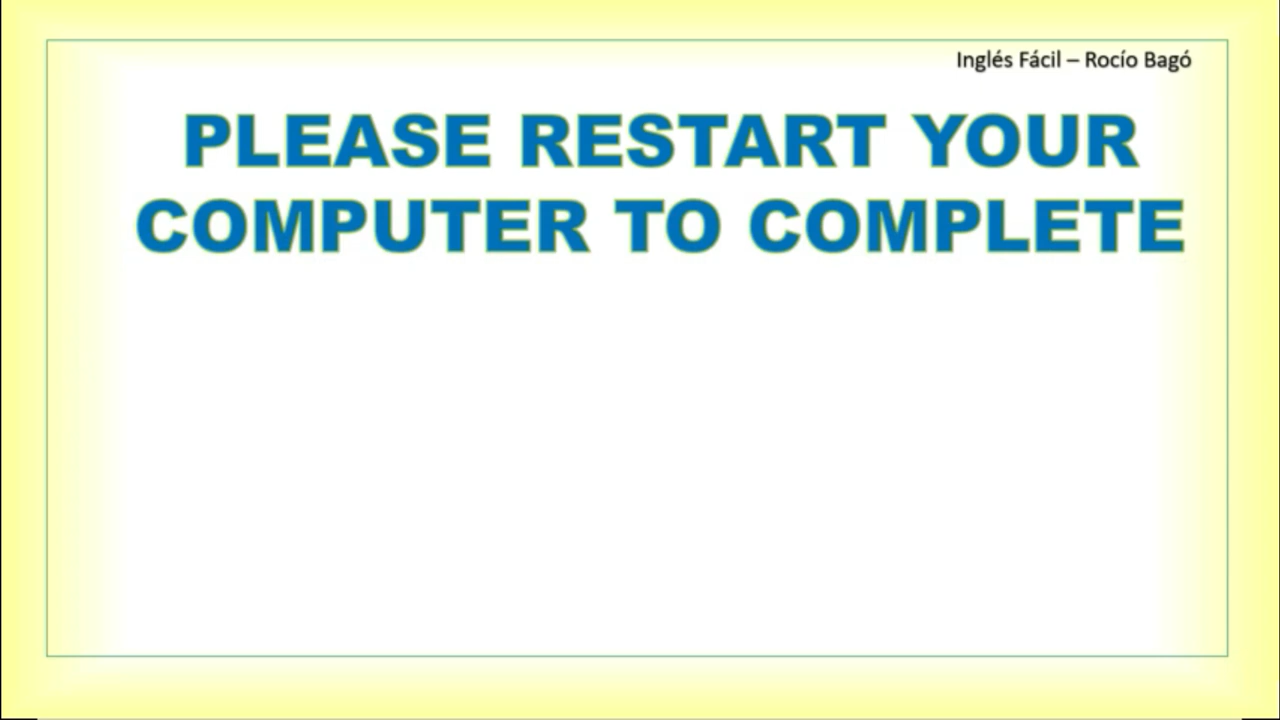 Inglés Fácil – Rocío Bagó
PLEASE RESTART YOUR
COMPUTER TO COMPLETE